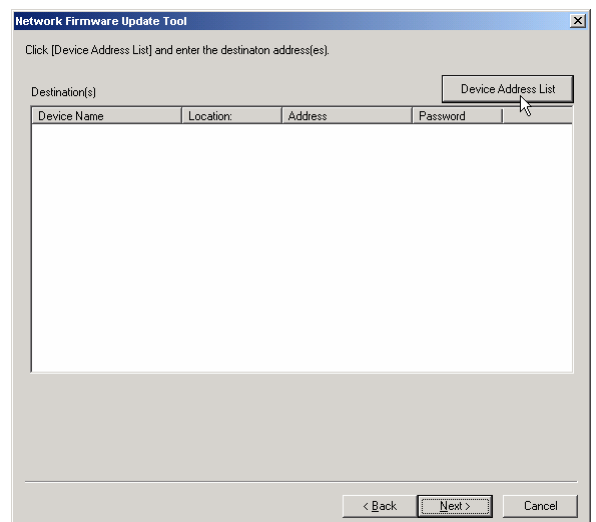 Network Firmware Update Tool
Click [Device Address List] and enter the destinaton address(es).
Device Address List
Destination(s)
Device Name Location: Address Password
< Back Next > Cancel